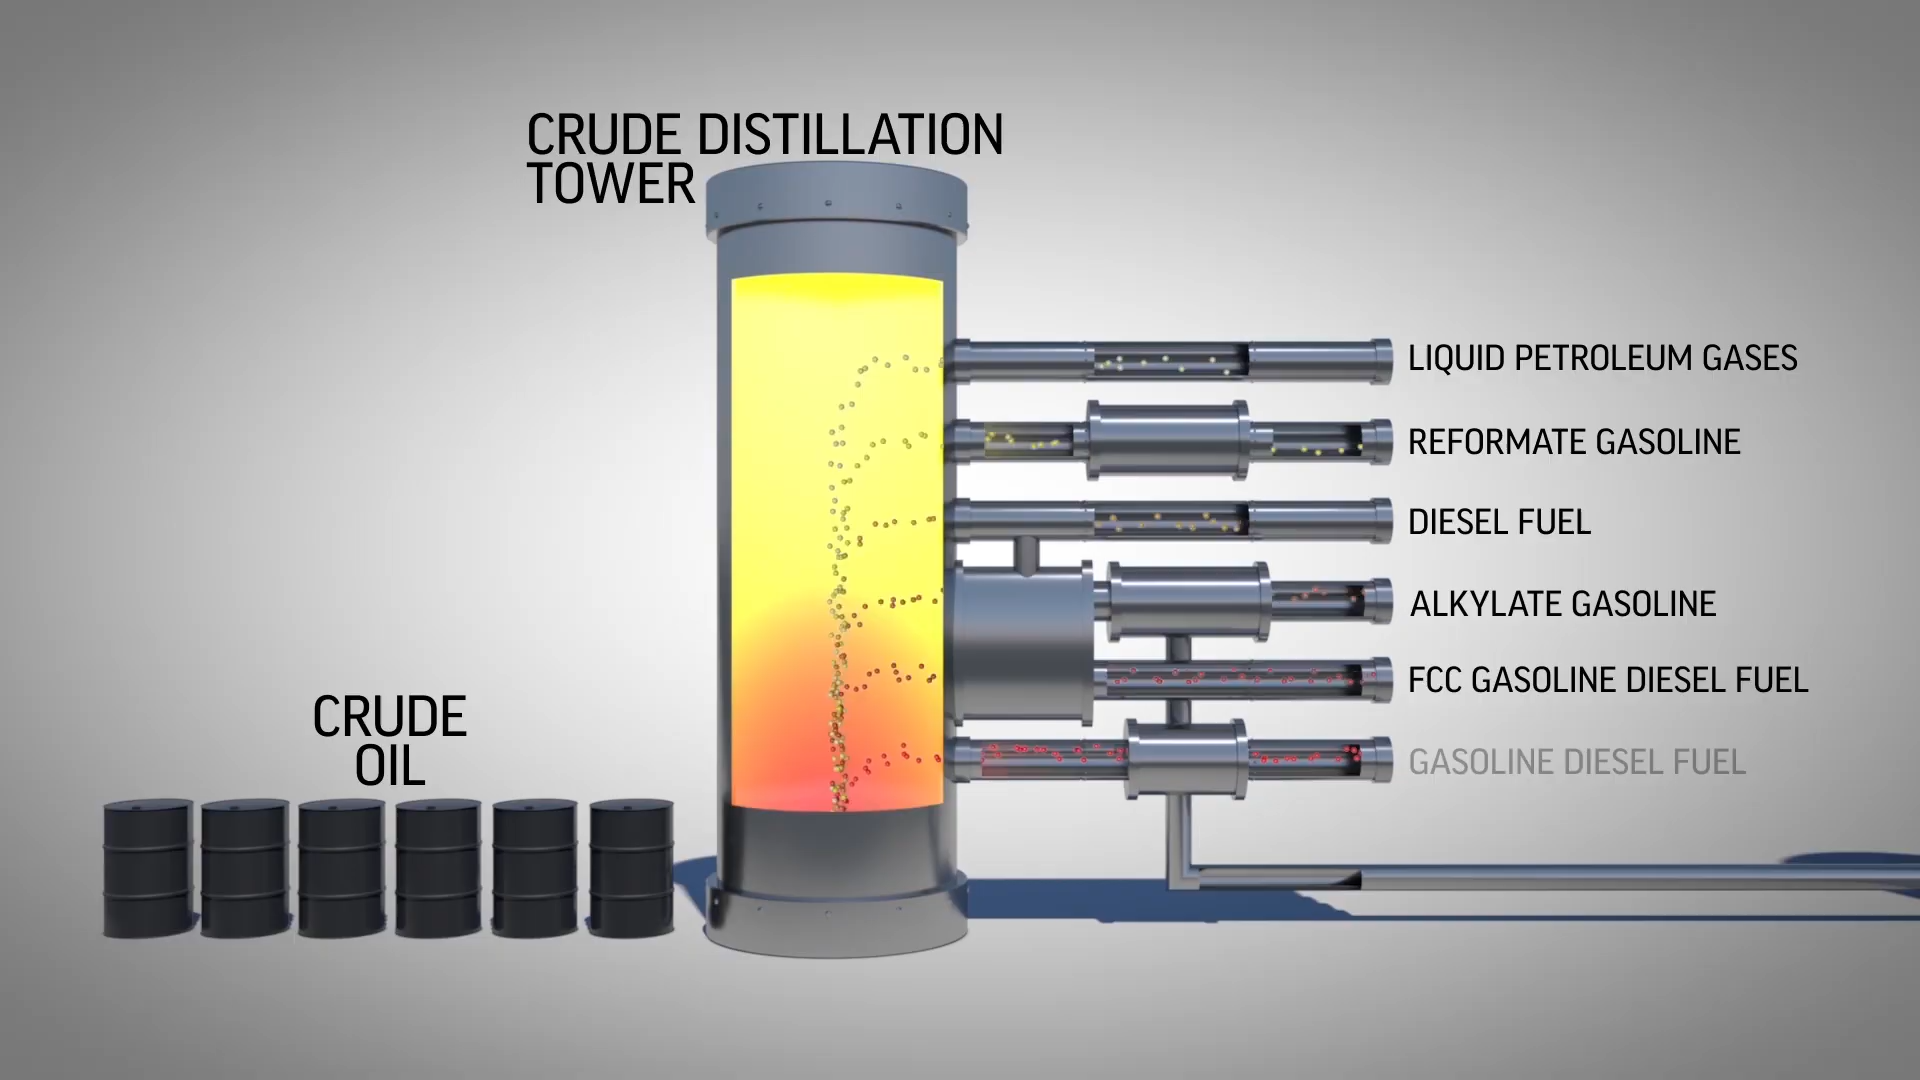 CRUDE DISTILLATION
TOWER
LIQUID PETROLEUM GASES
REFORMATE GASOLINE
DIESEL FUEL
ALKYLATE GASOLINE
FCC GASOLINE DIESEL FUEL
GASOLINE DIESEL FUEL
CRUDE
OIL